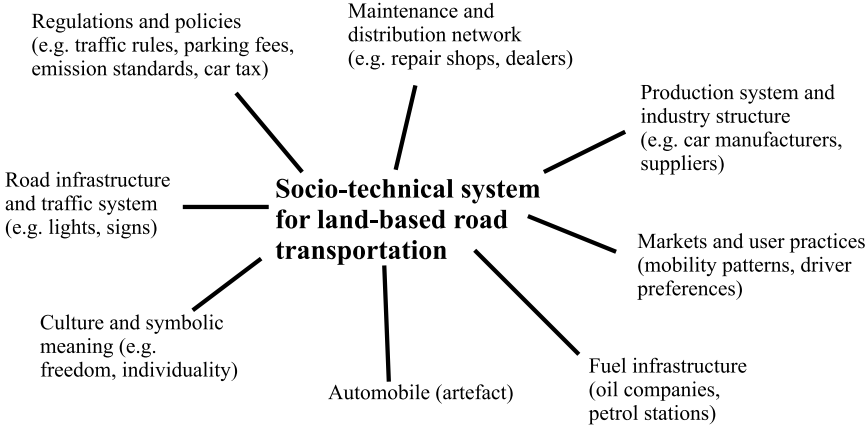 Regulations and policies
(e.g. traffic rules, parking fees,
emission standards, car tax)
Maintenance and
distribution network
(e.g. repair shops, dealers)
Production system and
industry structure
(e.g. car manufacturers,
suppliers)
Road infrastructure
and traffic system
(e.g. lights, signs)
Socio-technical system
for land-based road
transportation
Markets and user practices
(mobility patterns, driver
preferences)
Culture and symbolic
meaning (e.g.
freedom, individuality)
Automobile (artefact)
Fuel infrastructure
(oil companies,
petrol stations)